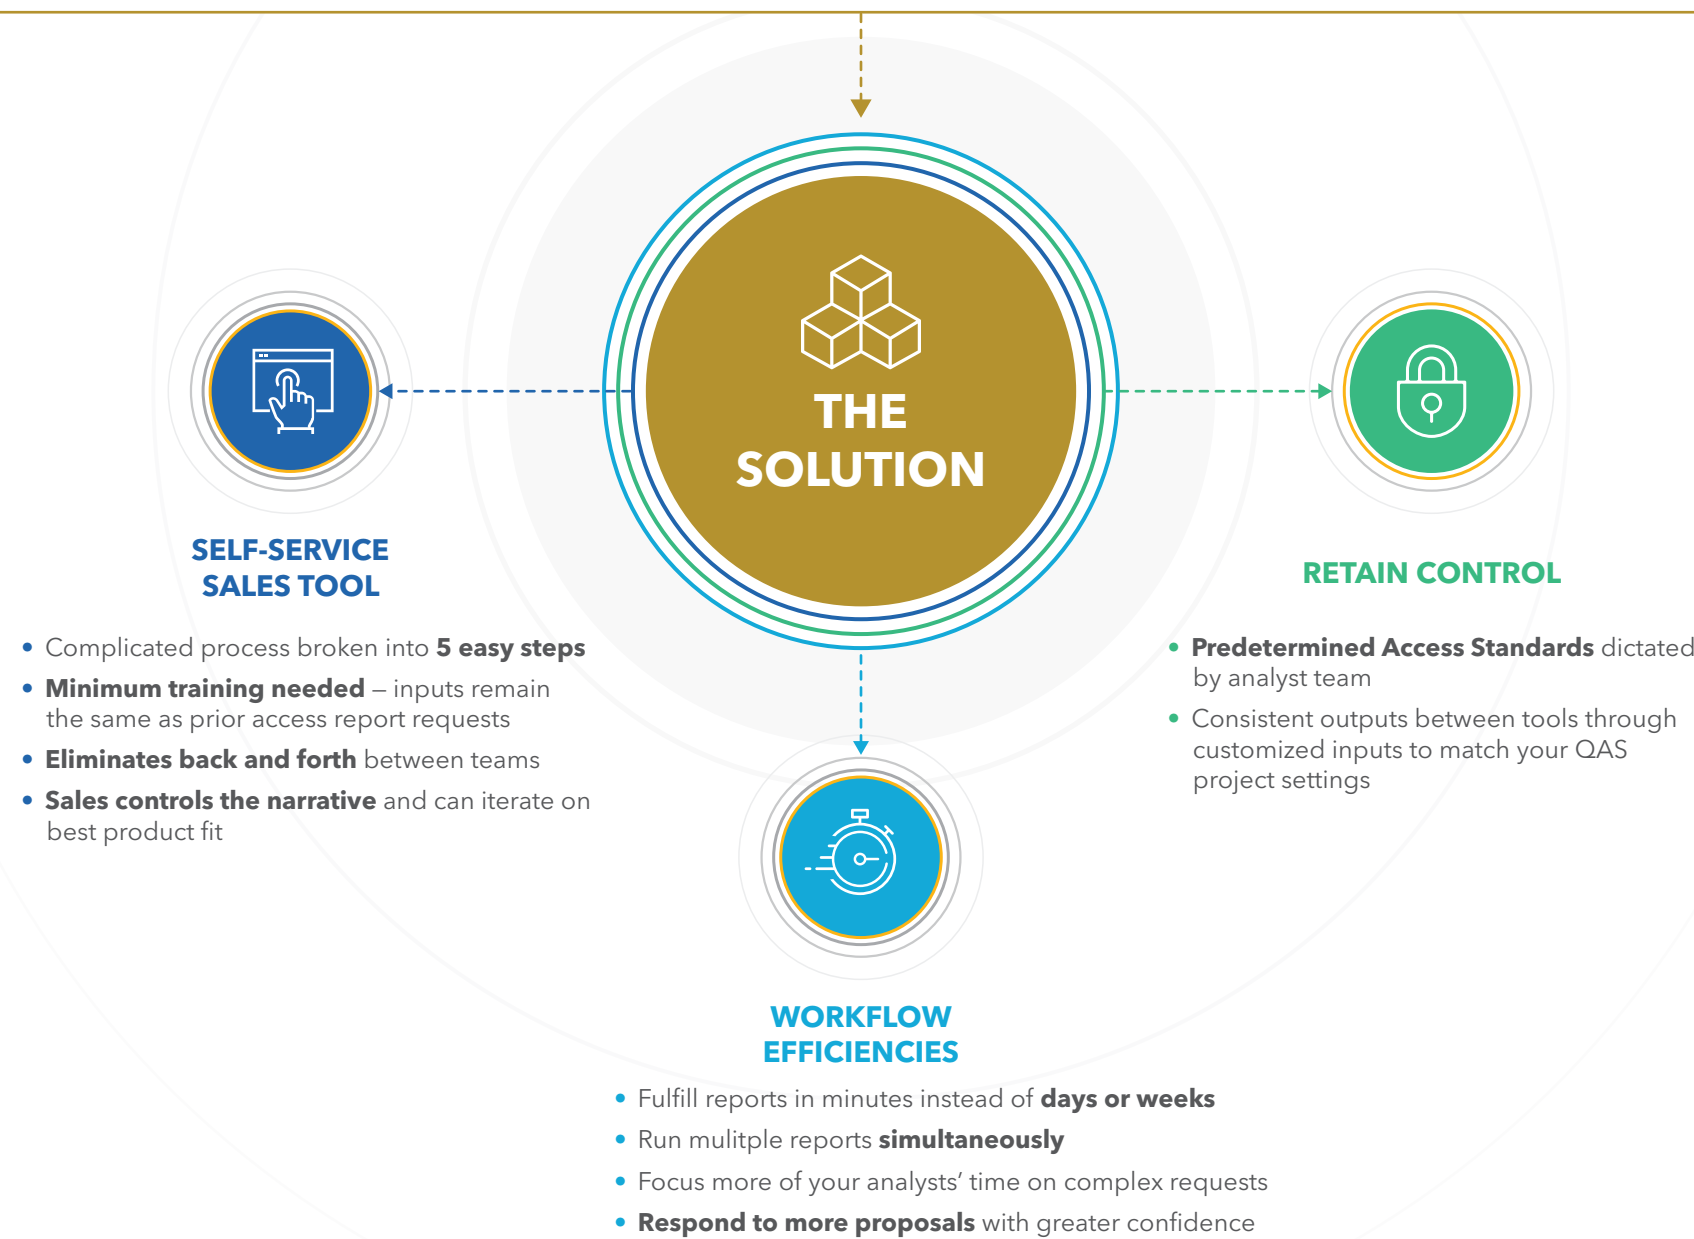 THE
SOLUTION
SELF-SERVICE
SALES TOOL
• Complicated process broken into 5 easy steps
• Minimum training needed – inputs remain
the same as prior access report requests
• Eliminates back and forth between teams
• Sales controls the narrative and can iterate on
best product fit
RETAIN CONTROL
• Predetermined Access Standards dictated
by analyst team
• Consistent outputs between tools through
customized inputs to match your QAS
project settings
WORKFLOW
EFFICIENCIES
• Fulfill reports in minutes instead of days or weeks
• Run mulitple reports simultaneously
• Focus more of your analysts’ time on complex requests
• Respond to more proposals with greater confidence